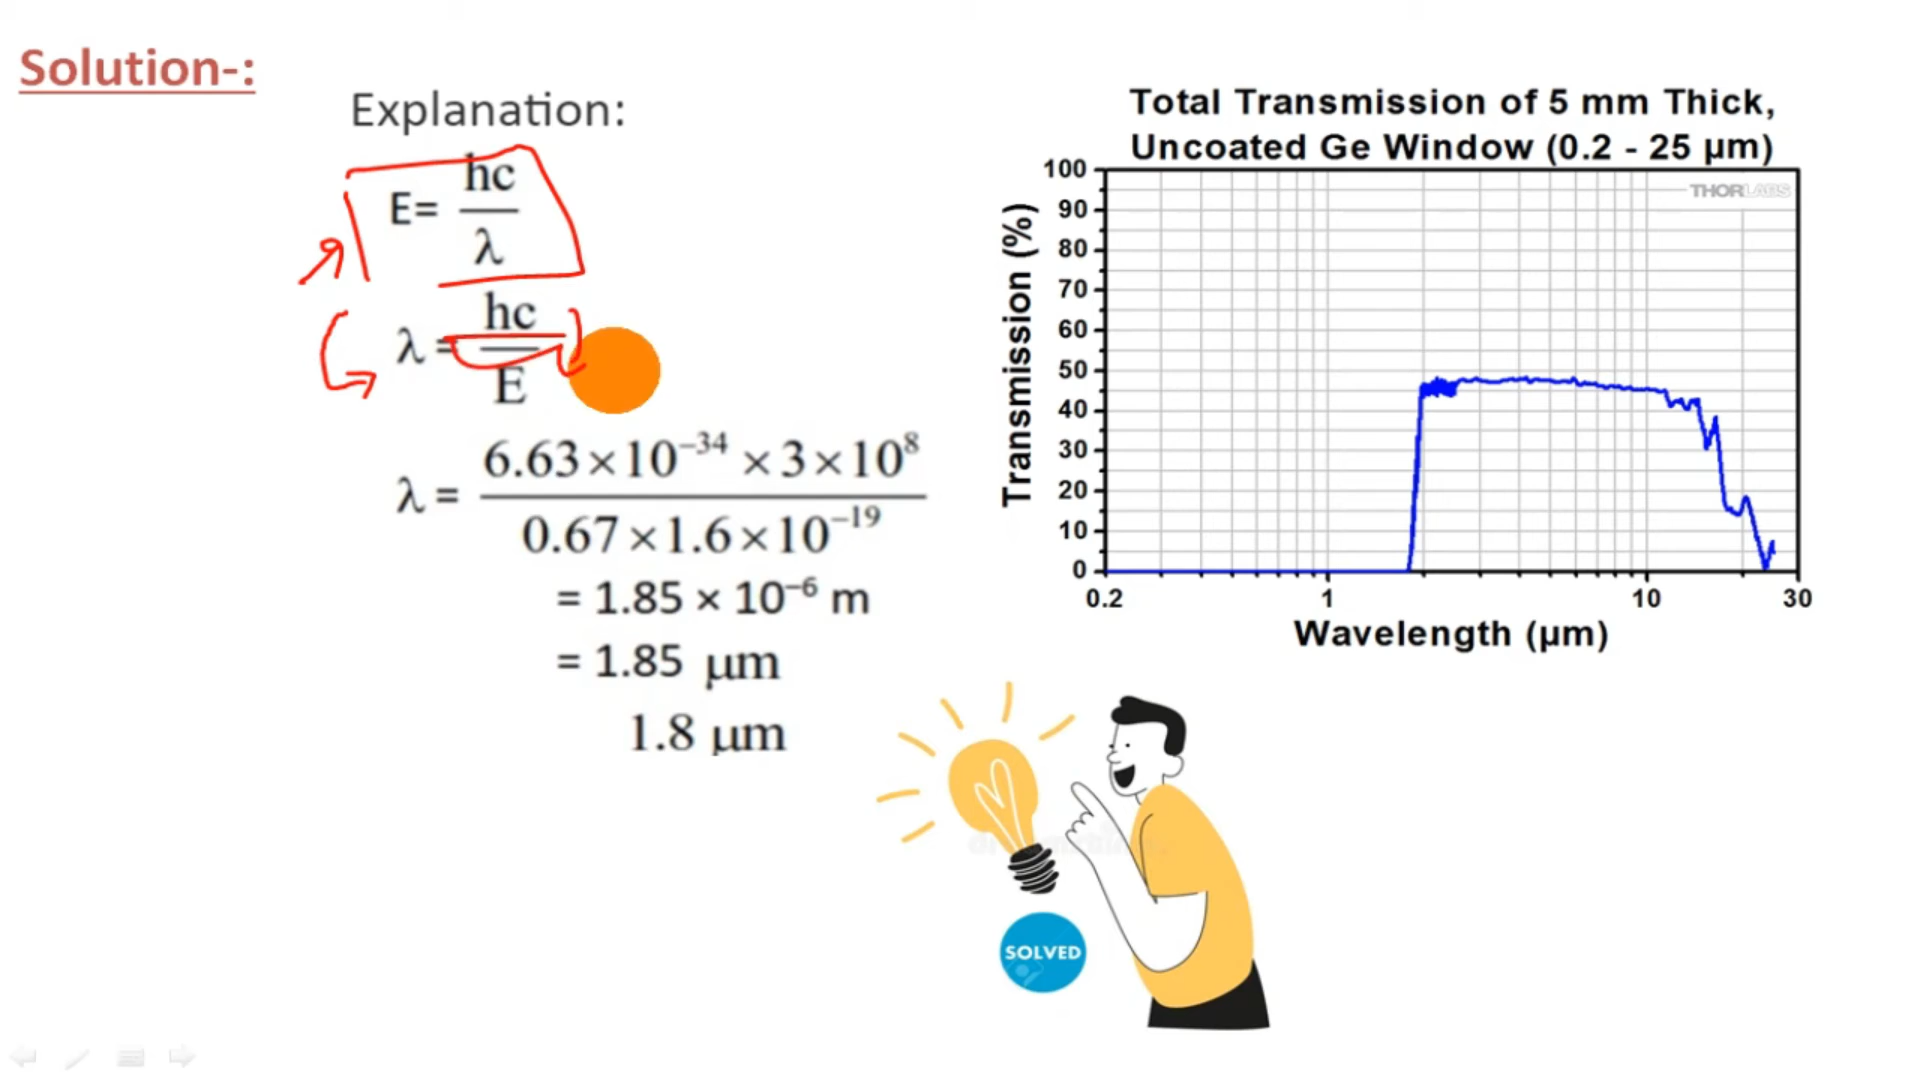 Solution-:
Explanation:
E= hc
λ
λ = hc
E
λ = 6.63×10⁻³⁴ ×3×10⁸
0.67×1.6×10⁻¹⁹
= 1.85 × 10⁻⁶ m
= 1.85 μm
1.8 μm
Total Transmission of 5 mm Thick,
Uncoated Ge Window (0.2 - 25 µm)
THORLABS
Transmission (%)
100
90
80
70
60
50
40
30
20
10
0
0.2 1 10 30
Wavelength (µm)
SOLVED